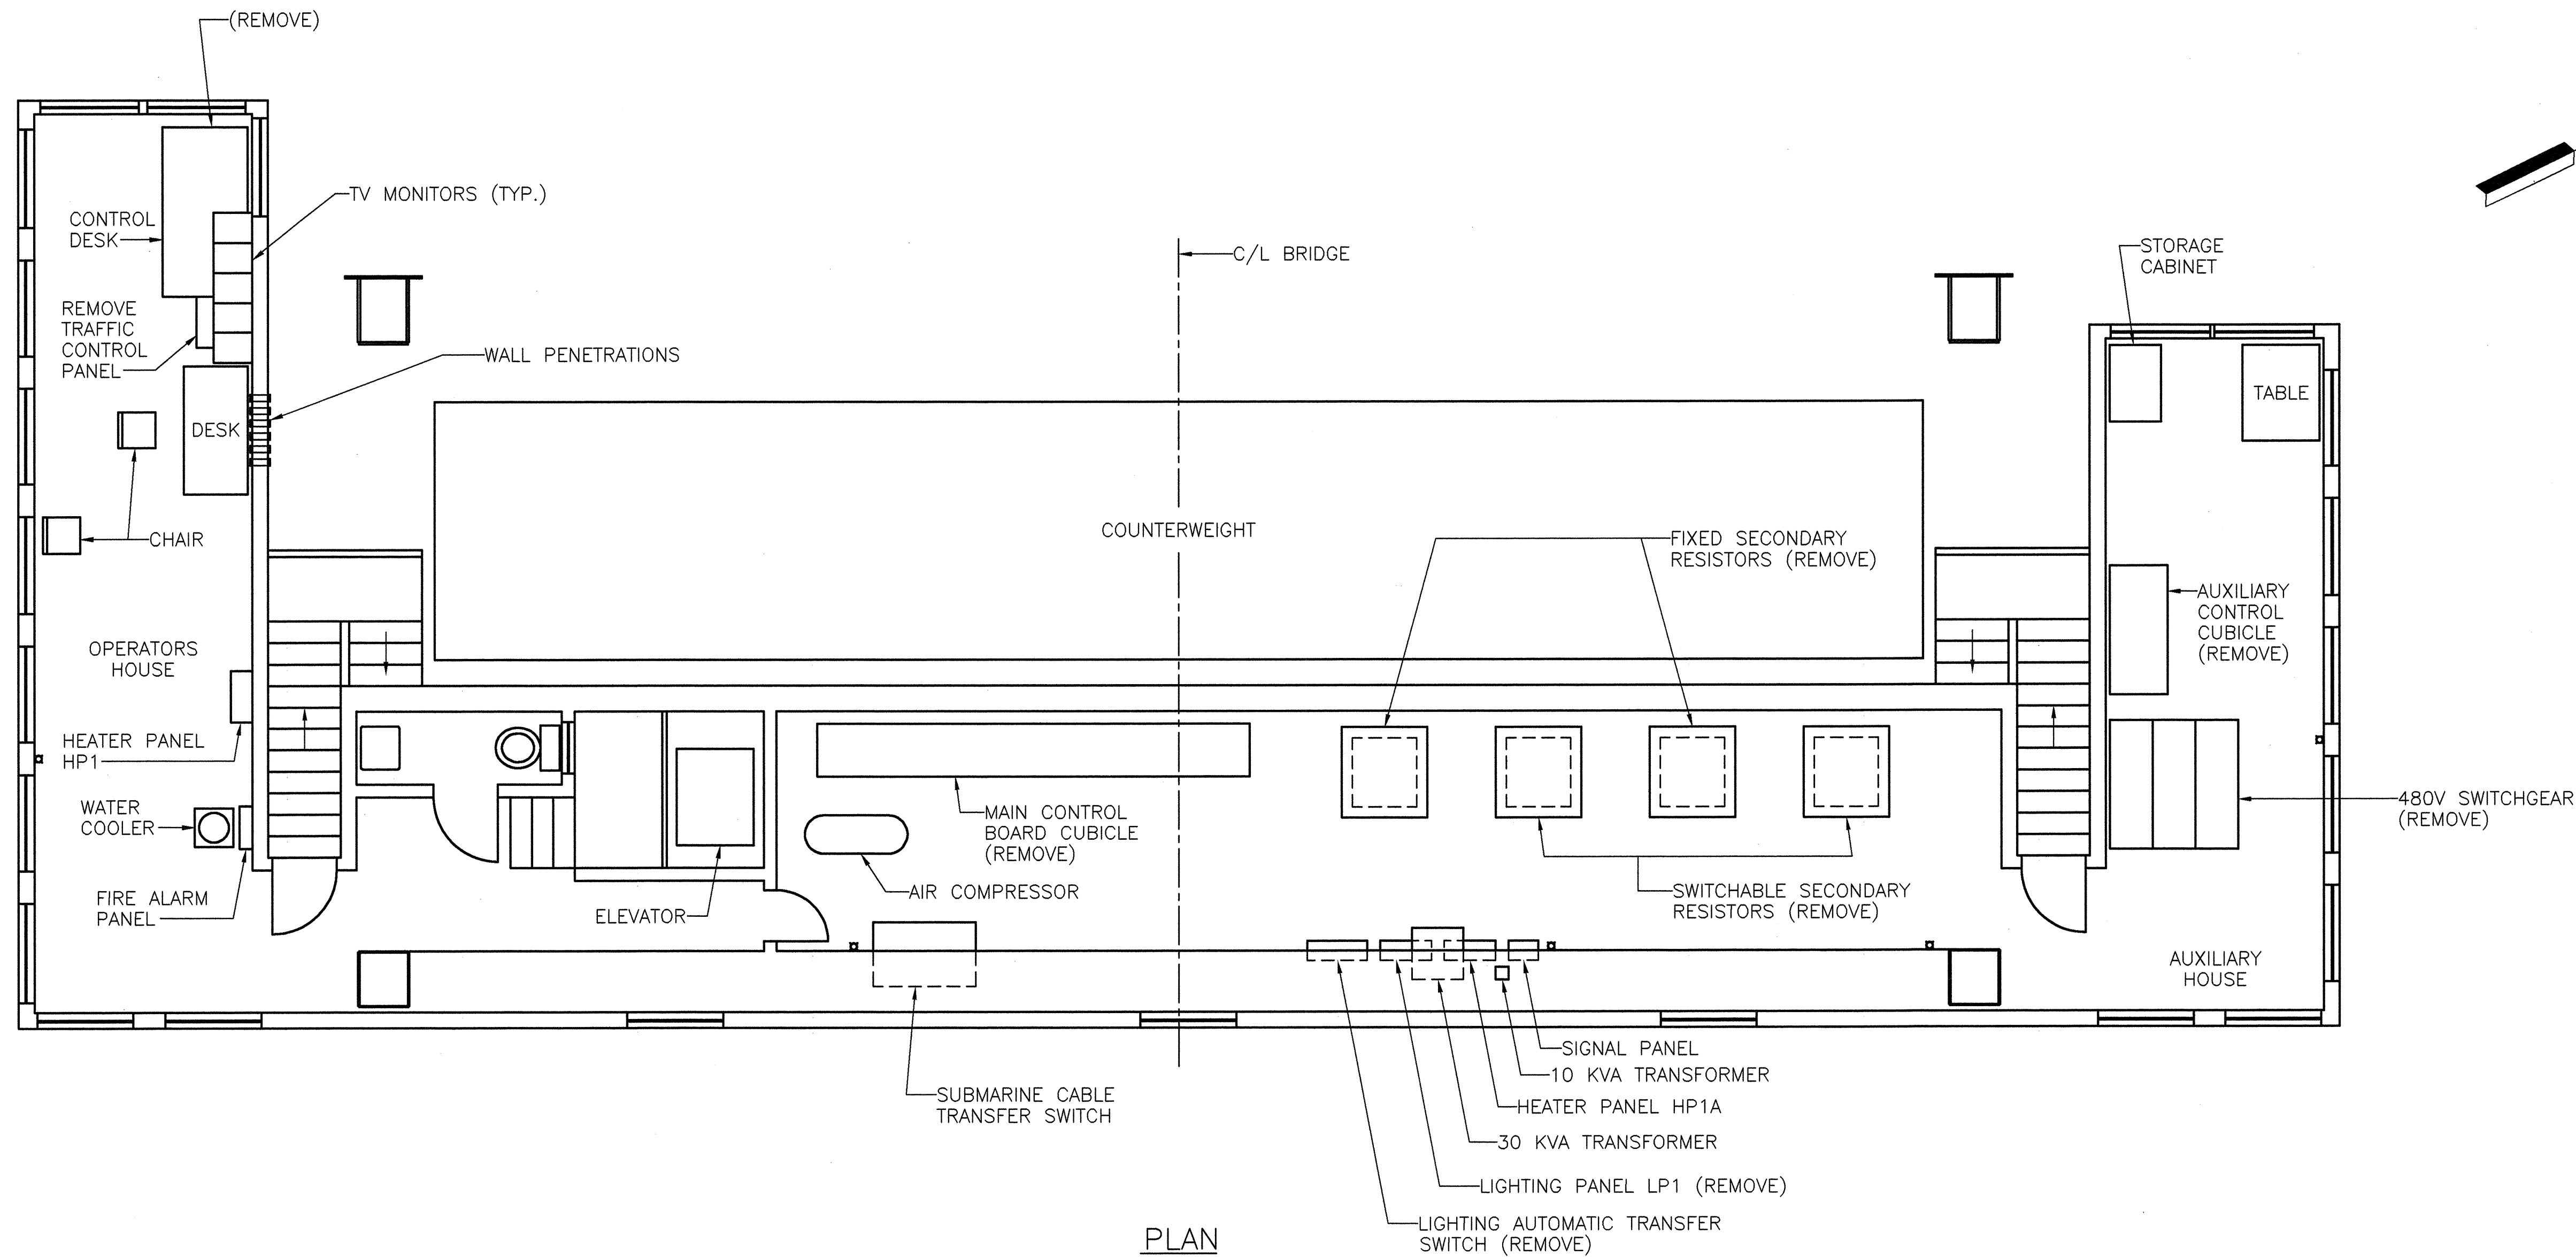 (REMOVE)
TV MONITORS (TYP.)
CONTROL
DESK
C/L BRIDGE
STORAGE
CABINET
REMOVE
TRAFFIC
CONTROL
PANEL
WALL PENETRATIONS
TABLE
DESK
CHAIR
COUNTERWEIGHT
FIXED SECONDARY
RESISTORS (REMOVE)
AUXILIARY
CONTROL
CUBICLE
(REMOVE)
OPERATORS
HOUSE
HEATER PANEL
HP1
WATER
COOLER
MAIN CONTROL
BOARD CUBICLE
(REMOVE)
480V SWITCHGEAR
(REMOVE)
FIRE ALARM
PANEL
ELEVATOR
AIR COMPRESSOR
SWITCHABLE SECONDARY
RESISTORS (REMOVE)
AUXILIARY
HOUSE
SIGNAL PANEL
10 KVA TRANSFORMER
SUBMARINE CABLE
TRANSFER SWITCH
HEATER PANEL HP1A
30 KVA TRANSFORMER
LIGHTING PANEL LP1 (REMOVE)
LIGHTING AUTOMATIC TRANSFER
SWITCH (REMOVE)
PLAN